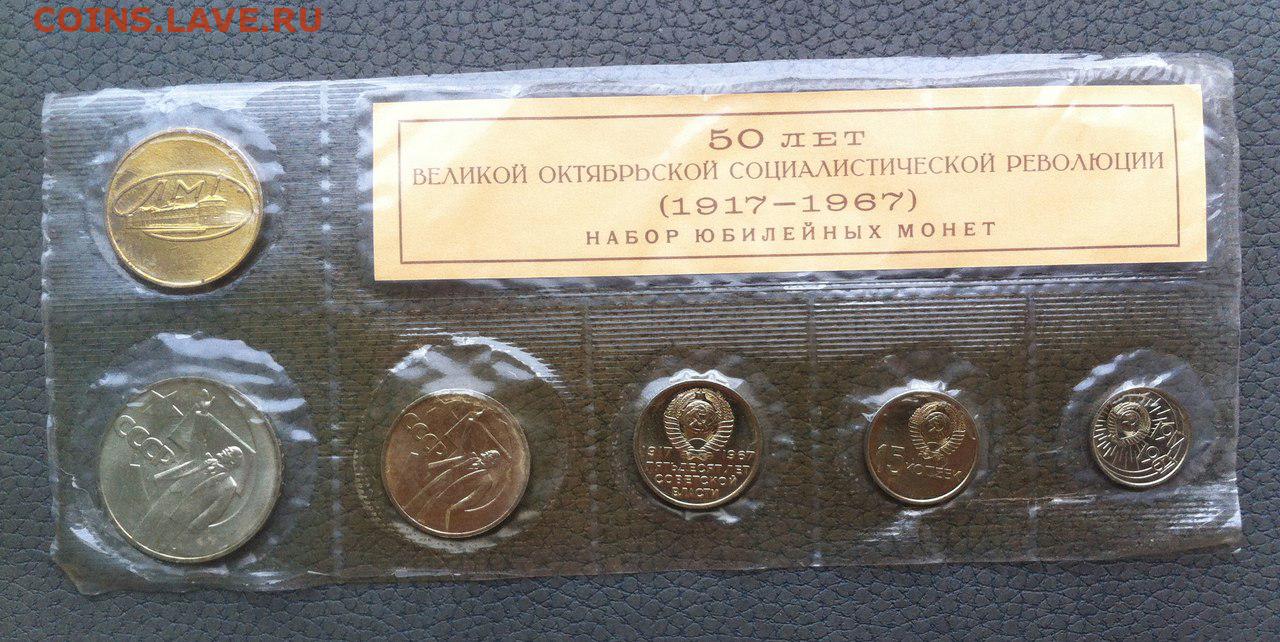 COINS.LAVE.RU
50 ЛЕТ
ВЕЛИКОЙ ОКТЯБРЬСКОЙ СОЦИАЛИСТИЧЕСКОЙ РЕВОЛЮЦИИ
(1917–1967)
НАБОР ЮБИЛЕЙНЫХ МОНЕТ
ЛМД
СССР
СССР
1917 1967
ПЯТЬДЕСЯТ ЛЕТ
СОВЕТСКОЙ
ВЛАСТИ
15 КОПЕЕК